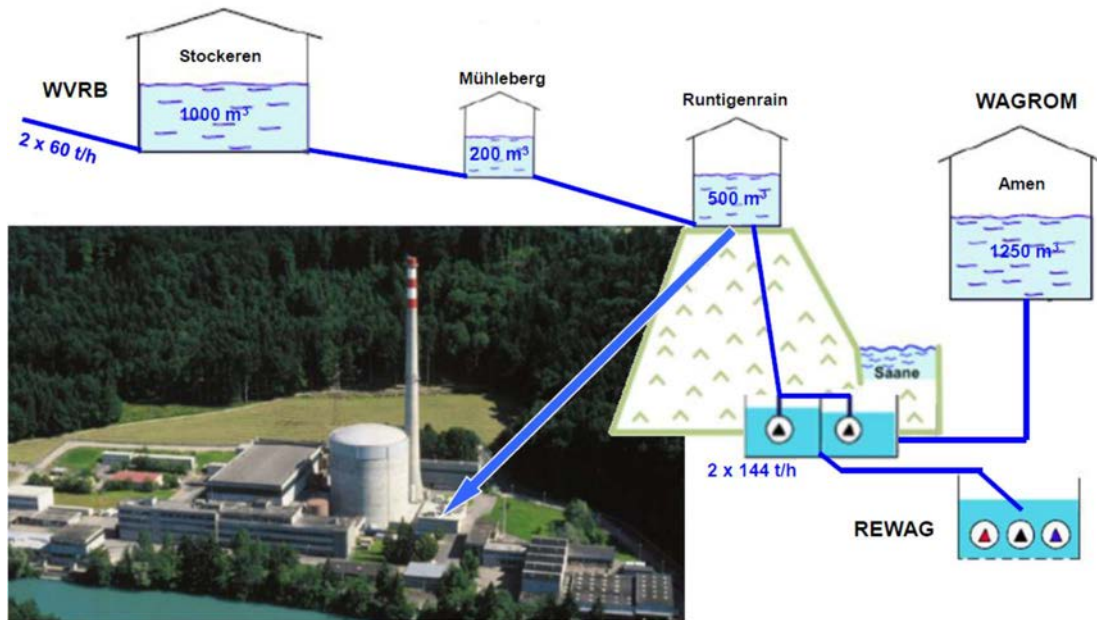 Stockeren
WVRB
1000 m³
2 x 60 t/h
Mühleberg
200 m³
Runtigenrain
500 m³
WAGROM
Amen
1250 m³
Saane
2 x 144 t/h
REWAG